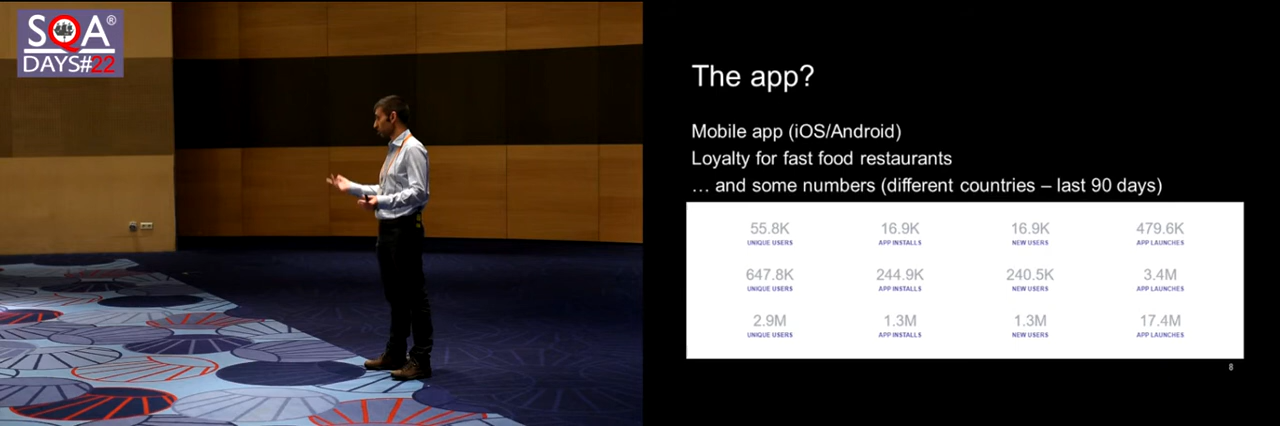 SQA®
DAYS#22
The app?
Mobile app (iOS/Android)
Loyalty for fast food restaurants
… and some numbers (different countries – last 90 days)
55.8K 16.9K 16.9K 479.6K
UNIQUE USERS APP INSTALLS NEW USERS APP LAUNCHES
647.8K 244.9K 240.5K 3.4M
UNIQUE USERS APP INSTALLS NEW USERS APP LAUNCHES
2.9M 1.3M 1.3M 17.4M
UNIQUE USERS APP INSTALLS NEW USERS APP LAUNCHES
8